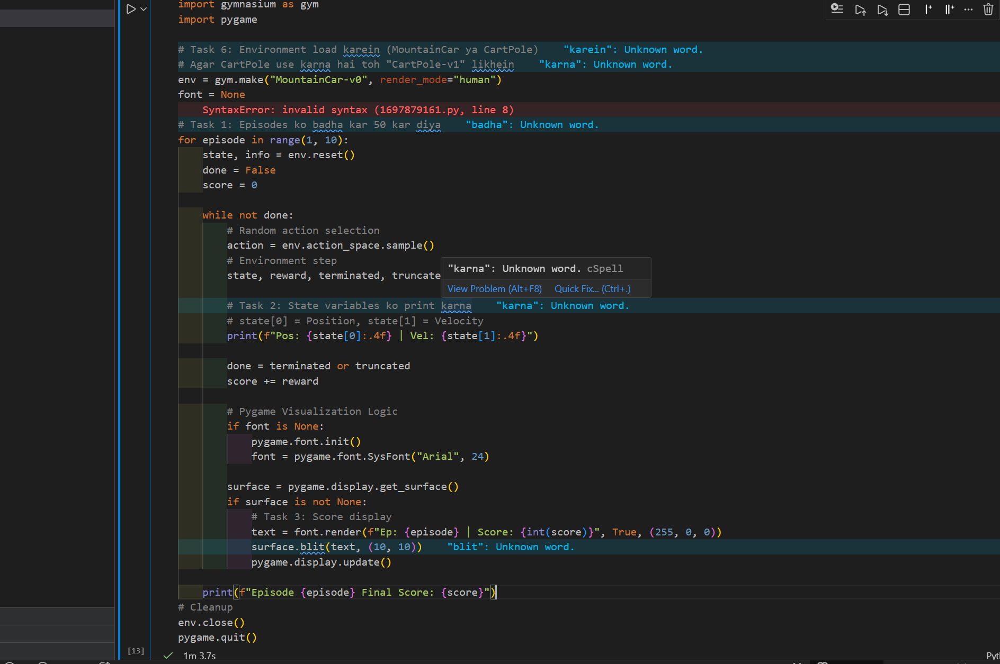 import gymnasium as gym
import pygame
# Task 6: Environment load karein (MountainCar ya CartPole) "karein": Unknown word.
# Agar CartPole use karna hai toh "CartPole-v1" likhein "karna": Unknown word.
env = gym.make("MountainCar-v0", render_mode="human")
font = None
SyntaxError: invalid syntax (1697879161.py, line 8)
# Task 1: Episodes ko badha kar 50 kar diya "badha": Unknown word.
for episode in range(1, 10):
state, info = env.reset()
done = False
score = 0
while not done:
# Random action selection
action = env.action_space.sample()
# Environment step
"karna": Unknown word. cSpell
state, reward, terminated, truncate
View Problem (Alt+F8) Quick Fix... (Ctrl+.)
# Task 2: State variables ko print karna "karna": Unknown word.
# state[0] = Position, state[1] = Velocity
print(f"Pos: {state[0]:.4f} | Vel: {state[1]:.4f}")
done = terminated or truncated
score += reward
# Pygame Visualization Logic
if font is None:
pygame.font.init()
font = pygame.font.SysFont("Arial", 24)
surface = pygame.display.get_surface()
if surface is not None:
# Task 3: Score display
text = font.render(f"Ep: {episode} | Score: {int(score)}", True, (255, 0, 0))
surface.blit(text, (10, 10)) "blit": Unknown word.
pygame.display.update()
print(f"Episode {episode} Final Score: {score}")
# Cleanup
env.close()
pygame.quit()
[13]
1m 3.7s